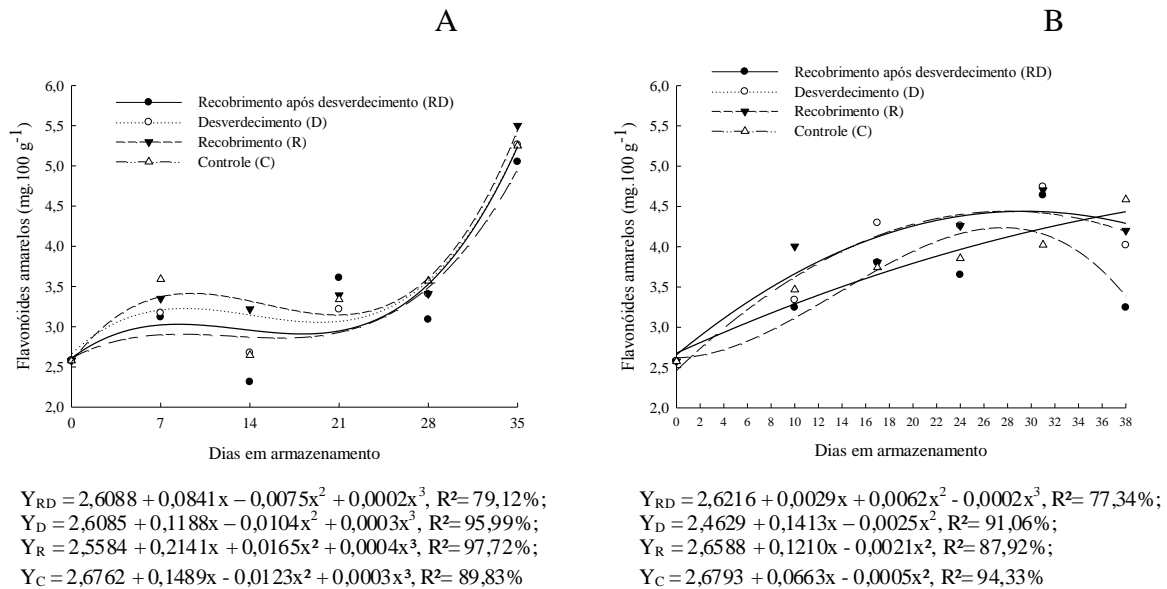 A
B
Flavonóides amarelos (mg.100 g⁻¹)
6,0
5,5
5,0
4,5
4,0
3,5
3,0
2,5
2,0
Recobrimento após desverdecimento (RD)
Desverdecimento (D)
Recobrimento (R)
Controle (C)
0 7 14 21 28 35
Dias em armazenamento
Flavonóides amarelos (mg.100 g⁻¹)
6,0
5,5
5,0
4,5
4,0
3,5
3,0
2,5
2,0
Recobrimento após desverdecimento (RD)
Desverdecimento (D)
Recobrimento (R)
Controle (C)
0 2 4 6 8 10 12 14 16 18 20 22 24 26 28 30 32 34 36 38
Dias em armazenamento
Y_RD = 2,6088 + 0,0841x – 0,0075x² + 0,0002x³, R²= 79,12%;
Y_D = 2,6085 + 0,1188x – 0,0104x² + 0,0003x³, R²= 95,99%;
Y_R = 2,5584 + 0,2141x + 0,0165x² + 0,0004x³, R²= 97,72%;
Y_C = 2,6762 + 0,1489x - 0,0123x² + 0,0003x³, R²= 89,83%
Y_RD = 2,6216 + 0,0029x + 0,0062x² - 0,0002x³, R²= 77,34%;
Y_D = 2,4629 + 0,1413x – 0,0025x², R²= 91,06%;
Y_R = 2,6588 + 0,1210x - 0,0021x², R²= 87,92%;
Y_C = 2,6793 + 0,0663x - 0,0005x², R²= 94,33%